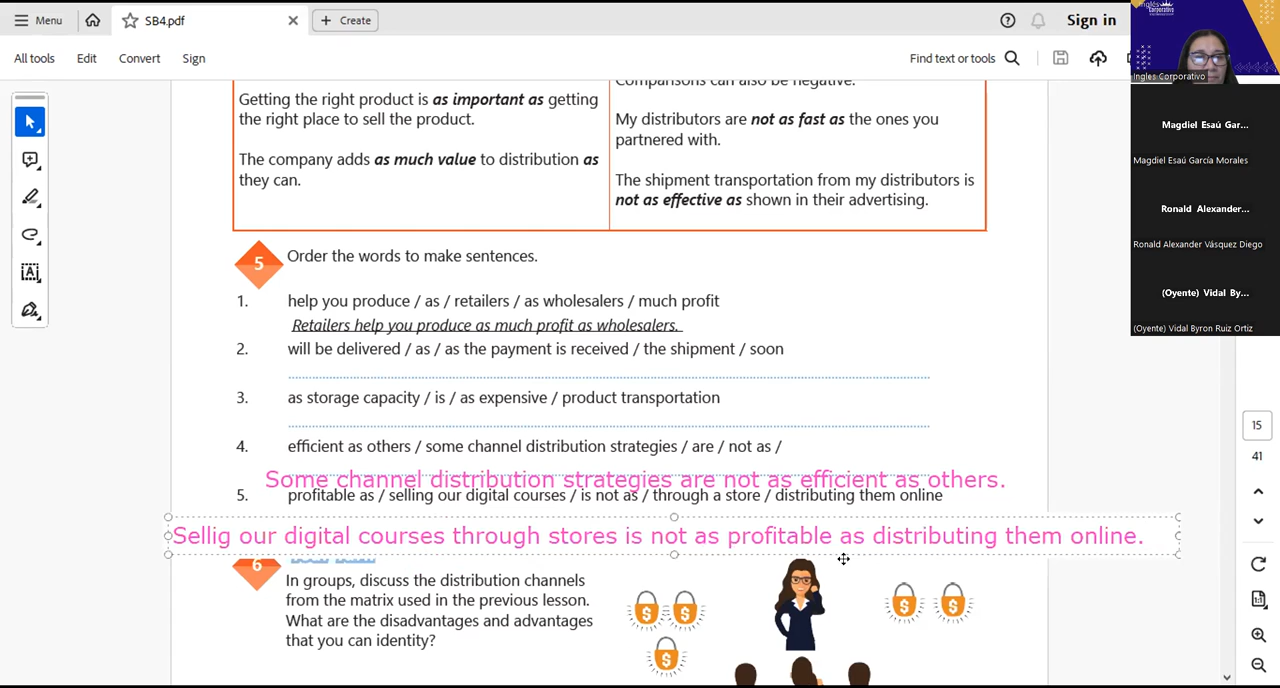 Menu
SB4.pdf
Create
Sign in
All tools
Edit
Convert
Sign
Find text or tools
Inglés
Corporativo
Ingles Corporativo
Magdiel Esaú Gar...
Magdiel Esaú García Morales
Ronald Alexander...
Ronald Alexander Vásquez Diego
(Oyente) Vidal By...
(Oyente) Vidal Byron Ruiz Ortiz
Getting the right product is as important as getting
the right place to sell the product.
The company adds as much value to distribution as
they can.
Comparisons can also be negative.
My distributors are not as fast as the ones you
partnered with.
The shipment transportation from my distributors is
not as effective as shown in their advertising.
5 Order the words to make sentences.
1. help you produce / as / retailers / as wholesalers / much profit
Retailers help you produce as much profit as wholesalers.
2. will be delivered / as / as the payment is received / the shipment / soon
3. as storage capacity / is / as expensive / product transportation
4. efficient as others / some channel distribution strategies / are / not as /
Some channel distribution strategies are not as efficient as others.
5. profitable as / selling our digital courses / is not as / through a store / distributing them online
Sellig our digital courses through stores is not as profitable as distributing them online.
6
In groups, discuss the distribution channels
from the matrix used in the previous lesson.
What are the disadvantages and advantages
that you can identity?
15
41